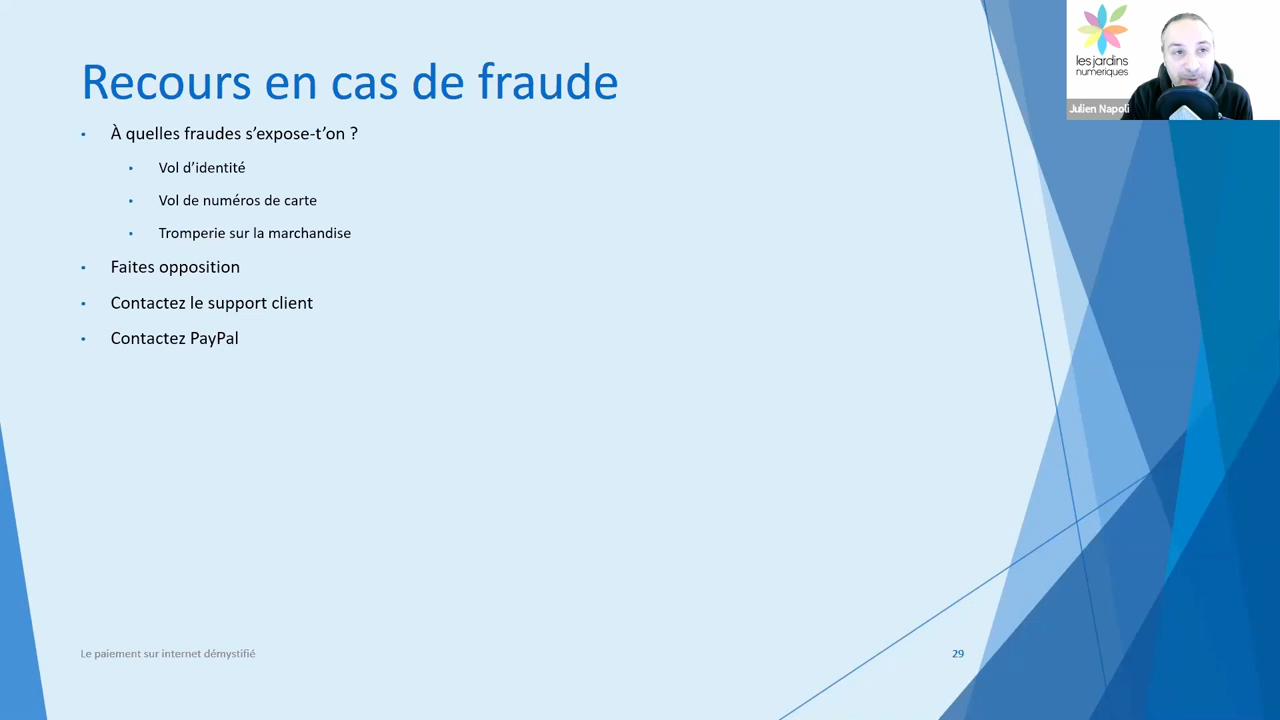 Recours en cas de fraude
À quelles fraudes s’expose-t’on ?
Vol d’identité
Vol de numéros de carte
Tromperie sur la marchandise
Faites opposition
Contactez le support client
Contactez PayPal
Le paiement sur internet démystifié
29
les jardins
numeriques
Julien Napoli